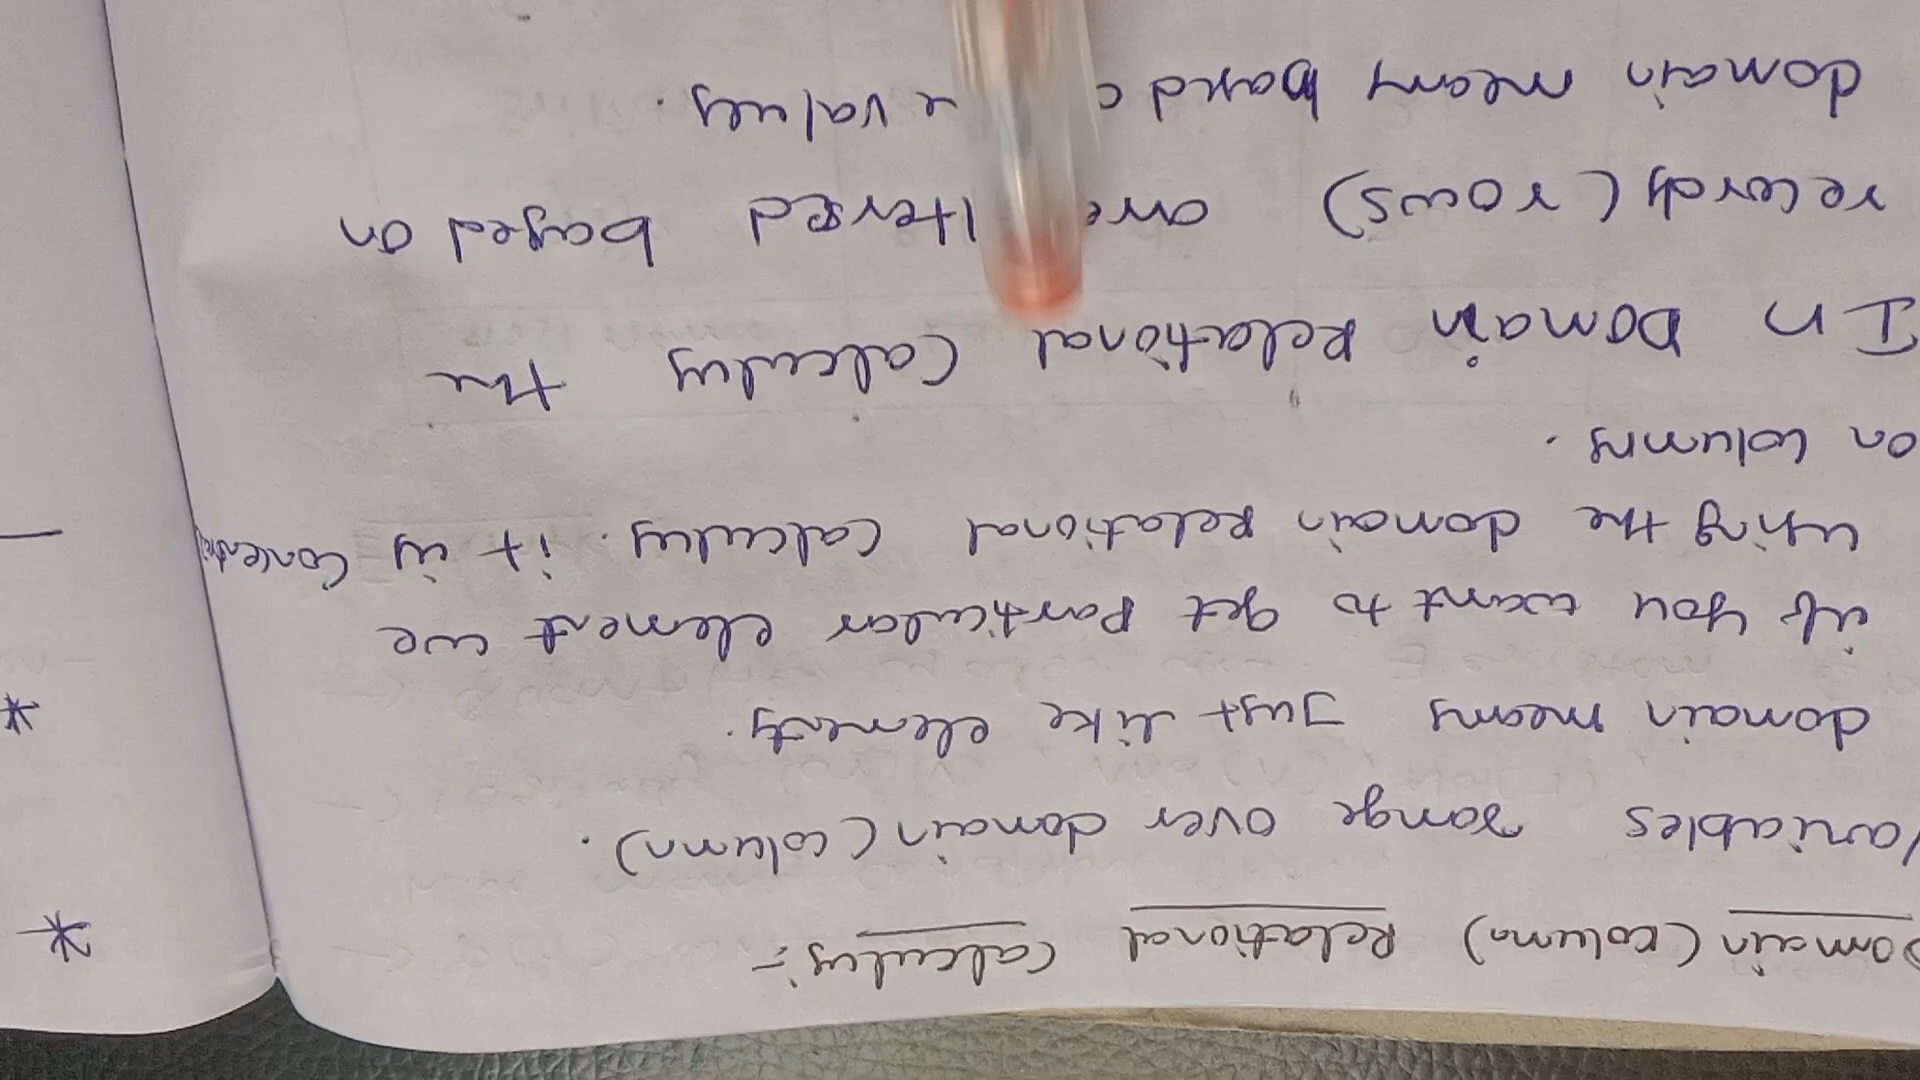 Domain (column) Relational Calculus:-
Variables range over domain (column).
domain means Just like elements.
if you want to get particular element we
using the domain Relational Calculus. it is
on columns.
In Domain Relational Calculus the
records (rows) are based on
domain means based values.
*
*